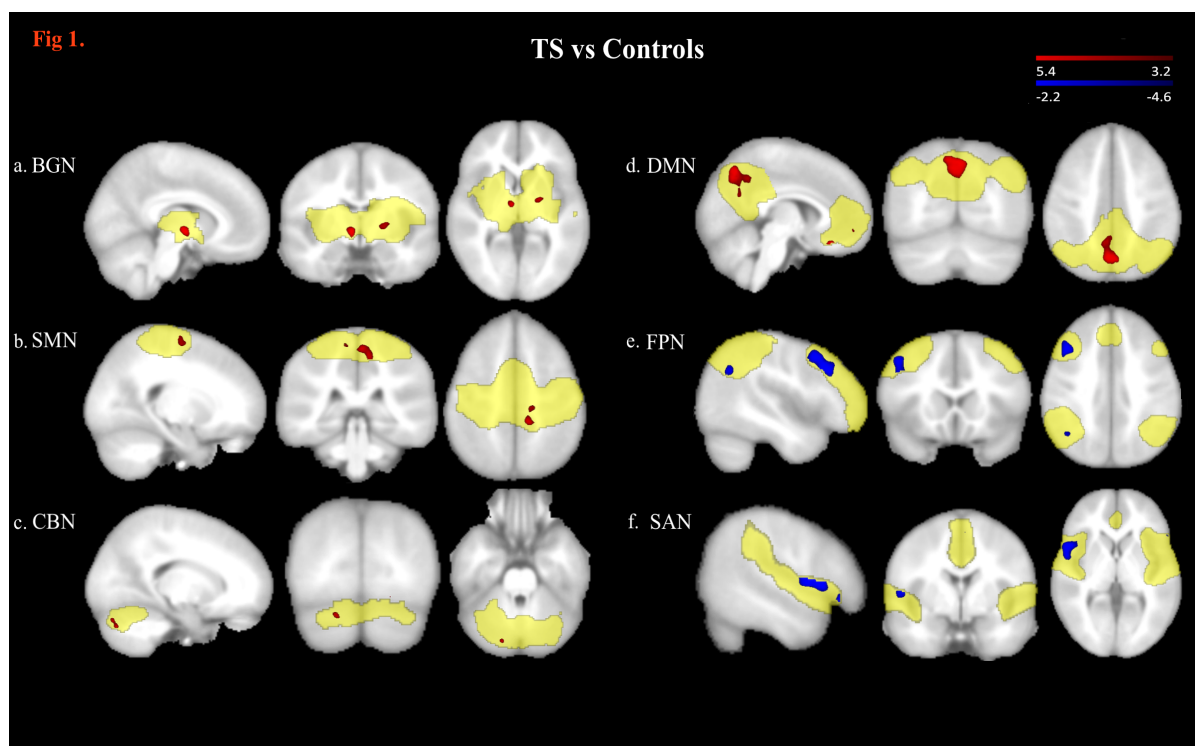 Fig 1.
TS vs Controls
5.4 3.2
-2.2 -4.6
a. BGN
b. SMN
c. CBN
d. DMN
e. FPN
f. SAN